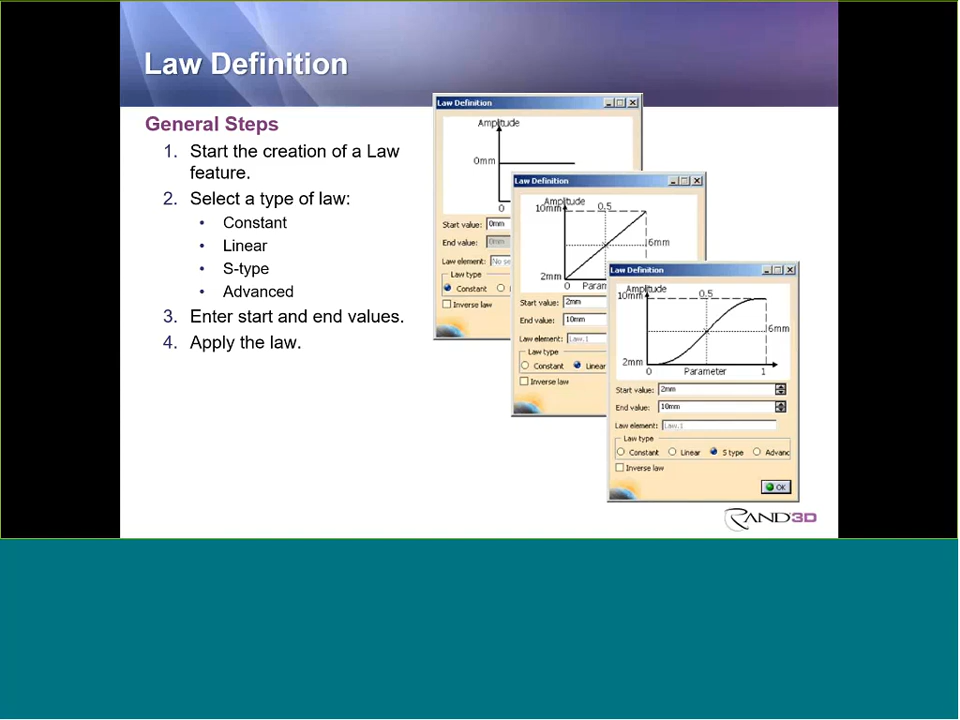 Law Definition
General Steps
1. Start the creation of a Law
feature.
2. Select a type of law:
• Constant
• Linear
• S-type
• Advanced
3. Enter start and end values.
4. Apply the law.
Law Definition
Amplitude
0mm
0
Start value: 0mm
End value: 0mm
Law element: No se
Law type
Constant
Inverse law
Law Definition
Amplitude
10mm
0.5
6mm
2mm
0
Param
Start value: 2mm
End value: 10mm
Law element: Law.1
Law type
Constant Linear
Inverse law
Law Definition
Amplitude
10mm
0.5
6mm
2mm
0 Parameter 1
Start value: 2mm
End value: 10mm
Law element: Law.1
Law type
Constant Linear S type Advanc
Inverse law
OK
RAND3D